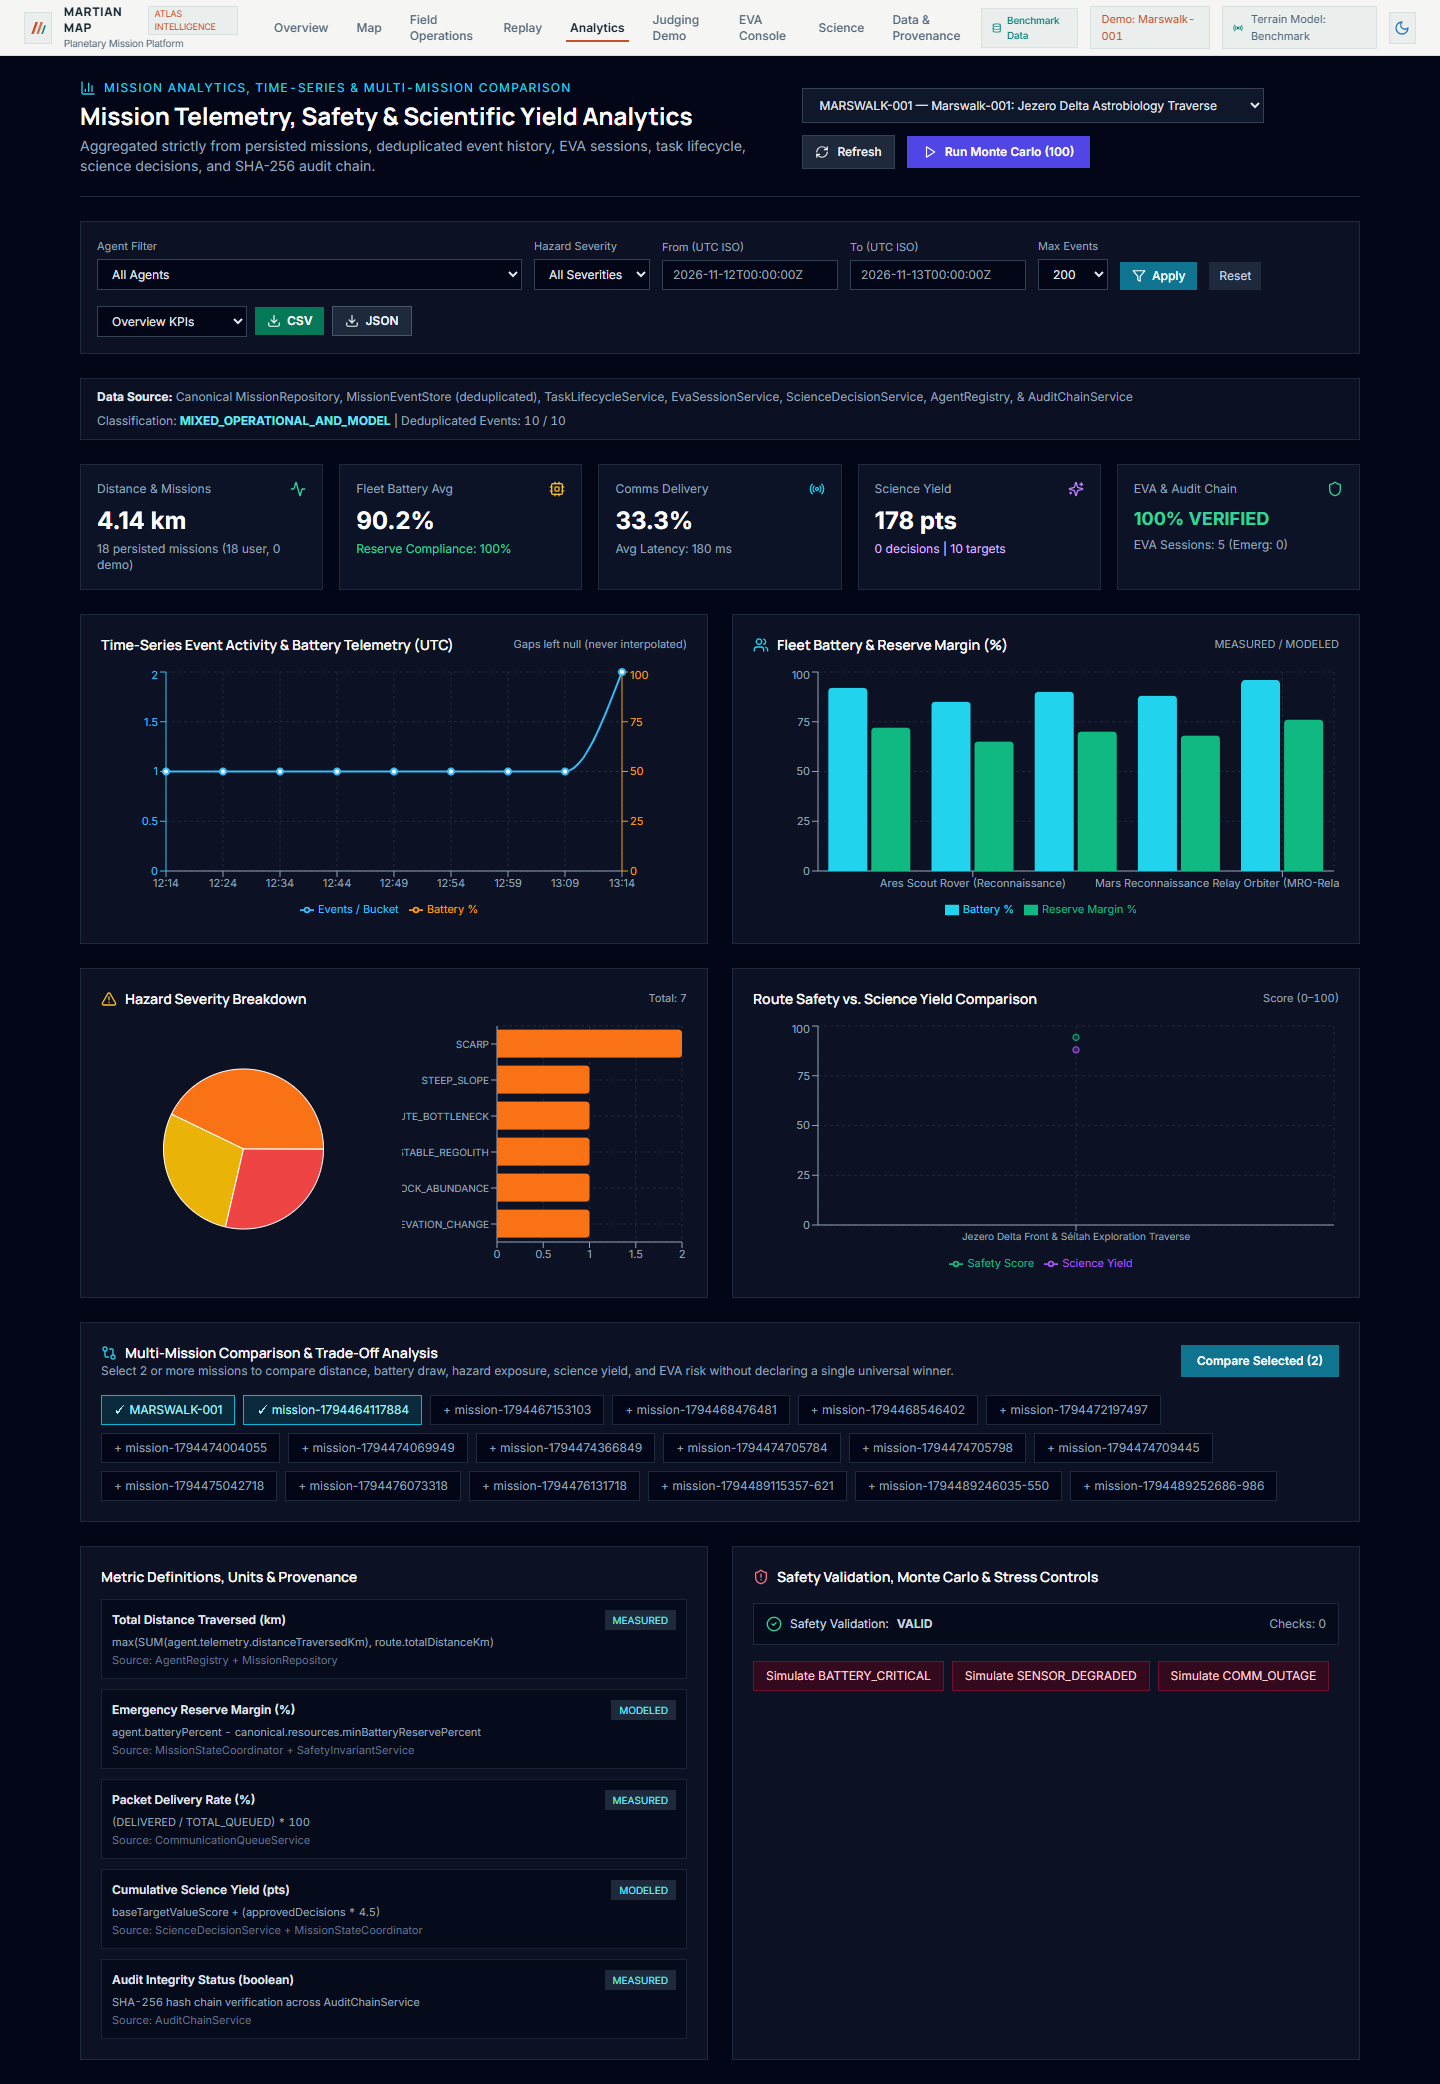 MARTIAN MAP
ATLAS INTELLIGENCE
Planetary Mission Platform
Overview
Map
Field Operations
Replay
Analytics
Judging Demo
EVA Console
Science
Data & Provenance
Benchmark Data
Demo: Marswalk-001
Terrain Model: Benchmark
MISSION ANALYTICS, TIME-SERIES & MULTI-MISSION COMPARISON
Mission Telemetry, Safety & Scientific Yield Analytics
Aggregated strictly from persisted missions, deduplicated event history, EVA sessions, task lifecycle,
science decisions, and SHA-256 audit chain.
MARSWALK-001 — Marswalk-001: Jezero Delta Astrobiology Traverse
Refresh
Run Monte Carlo (100)
Agent Filter
All Agents
Hazard Severity
All Severities
From (UTC ISO)
2026-11-12T00:00:00Z
To (UTC ISO)
2026-11-13T00:00:00Z
Max Events
200
Apply
Reset
Overview KPIs
CSV
JSON
Data Source: Canonical MissionRepository, MissionEventStore (deduplicated), TaskLifecycleService, EvaSessionService, ScienceDecisionService, AgentRegistry, & AuditChainService
Classification: MIXED_OPERATIONAL_AND_MODEL | Deduplicated Events: 10 / 10
Distance & Missions
4.14 km
18 persisted missions (18 user, 0
demo)
Fleet Battery Avg
90.2%
Reserve Compliance: 100%
Comms Delivery
33.3%
Avg Latency: 180 ms
Science Yield
178 pts
0 decisions | 10 targets
EVA & Audit Chain
100% VERIFIED
EVA Sessions: 5 (Emerg: 0)
Time-Series Event Activity & Battery Telemetry (UTC)
Gaps left null (never interpolated)
2
1.5
1
0.5
0
100
75
50
25
0
12:14 12:24 12:34 12:44 12:49 12:54 12:59 13:09 13:14
Events / Bucket Battery %
Fleet Battery & Reserve Margin (%)
MEASURED / MODELED
100
75
50
25
0
Ares Scout Rover (Reconnaissance) Mars Reconnaissance Relay Orbiter (MRO-Rela
Battery % Reserve Margin %
Hazard Severity Breakdown
Total: 7
SCARP
STEEP_SLOPE
UTE_BOTTLENECK
STABLE_REGOLITH
OCK_ABUNDANCE
EVATION_CHANGE
0 0.5 1 1.5 2
Route Safety vs. Science Yield Comparison
Score (0–100)
100
75
50
25
0
Jezero Delta Front & Séítah Exploration Traverse
Safety Score Science Yield
Multi-Mission Comparison & Trade-Off Analysis
Select 2 or more missions to compare distance, battery draw, hazard exposure, science yield, and EVA risk without declaring a single universal winner.
Compare Selected (2)
✓ MARSWALK-001 ✓ mission-1794464117884 + mission-1794467153103 + mission-1794468476481 + mission-1794468546402 + mission-1794472197497
+ mission-1794474004055 + mission-1794474069949 + mission-1794474366849 + mission-1794474705784 + mission-1794474705798 + mission-1794474709445
+ mission-1794475042718 + mission-1794476073318 + mission-1794476131718 + mission-1794489115357-621 + mission-1794489246035-550 + mission-1794489252686-986
Metric Definitions, Units & Provenance
Total Distance Traversed (km)
MEASURED
max(SUM(agent.telemetry.distanceTraversedKm), route.totalDistanceKm)
Source: AgentRegistry + MissionRepository
Emergency Reserve Margin (%)
MODELED
agent.batteryPercent - canonical.resources.minBatteryReservePercent
Source: MissionStateCoordinator + SafetyInvariantService
Packet Delivery Rate (%)
MEASURED
(DELIVERED / TOTAL_QUEUED) * 100
Source: CommunicationQueueService
Cumulative Science Yield (pts)
MODELED
baseTargetValueScore + (approvedDecisions * 4.5)
Source: ScienceDecisionService + MissionStateCoordinator
Audit Integrity Status (boolean)
MEASURED
SHA-256 hash chain verification across AuditChainService
Source: AuditChainService
Safety Validation, Monte Carlo & Stress Controls
Safety Validation: VALID
Checks: 0
Simulate BATTERY_CRITICAL
Simulate SENSOR_DEGRADED
Simulate COMM_OUTAGE